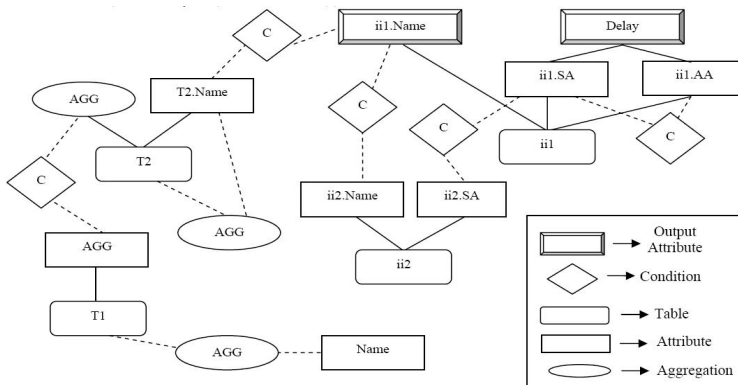 ii1.Name
Delay
C
ii1.SA
ii1.AA
AGG
T2.Name
C
C
C
ii1
T2
C
ii2.Name
ii2.SA
AGG
AGG
ii2
Output
Attribute
Condition
T1
Table
AGG
Name
Attribute
Aggregation